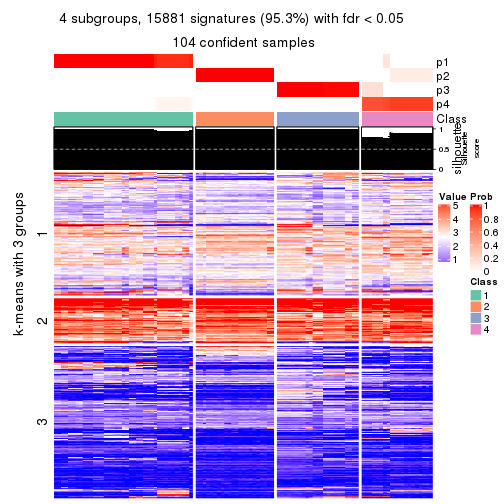 4 subgroups, 15881 signatures (95.3%) with fdr < 0.05
104 confident samples
p1
p2
p3
p4
Class
silhouette
Silhouette
score
1
0.5
0
k-means with 3 groups
1
2
3
Value
5
4
3
2
1
Prob
1
0.8
0.6
0.4
0.2
0
Class
1
2
3
4